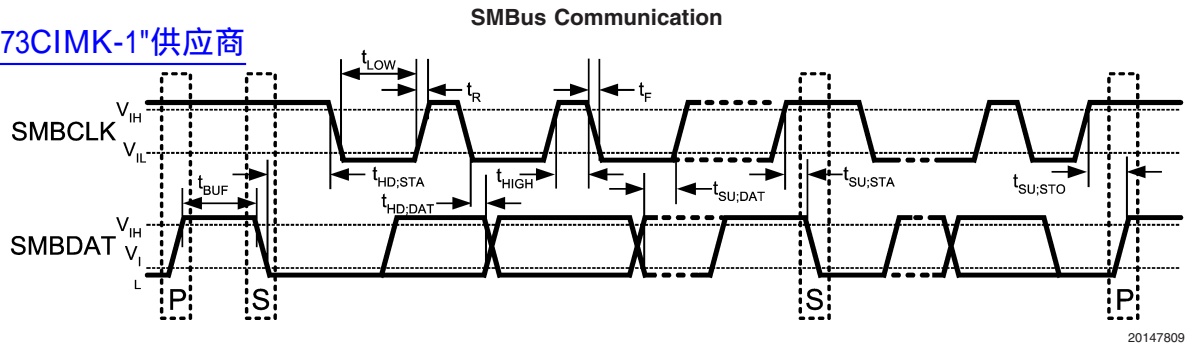 SMBus Communication
73CIMK-1"供应商
tLOW
tR
tF
VIH
SMBCLK
VIL
tHD;STA
tHIGH
tSU;DAT
tSU;STA
tSU;STO
tBUF
tHD;DAT
VIH
SMBDAT
VI
L
P
S
S
P
20147809